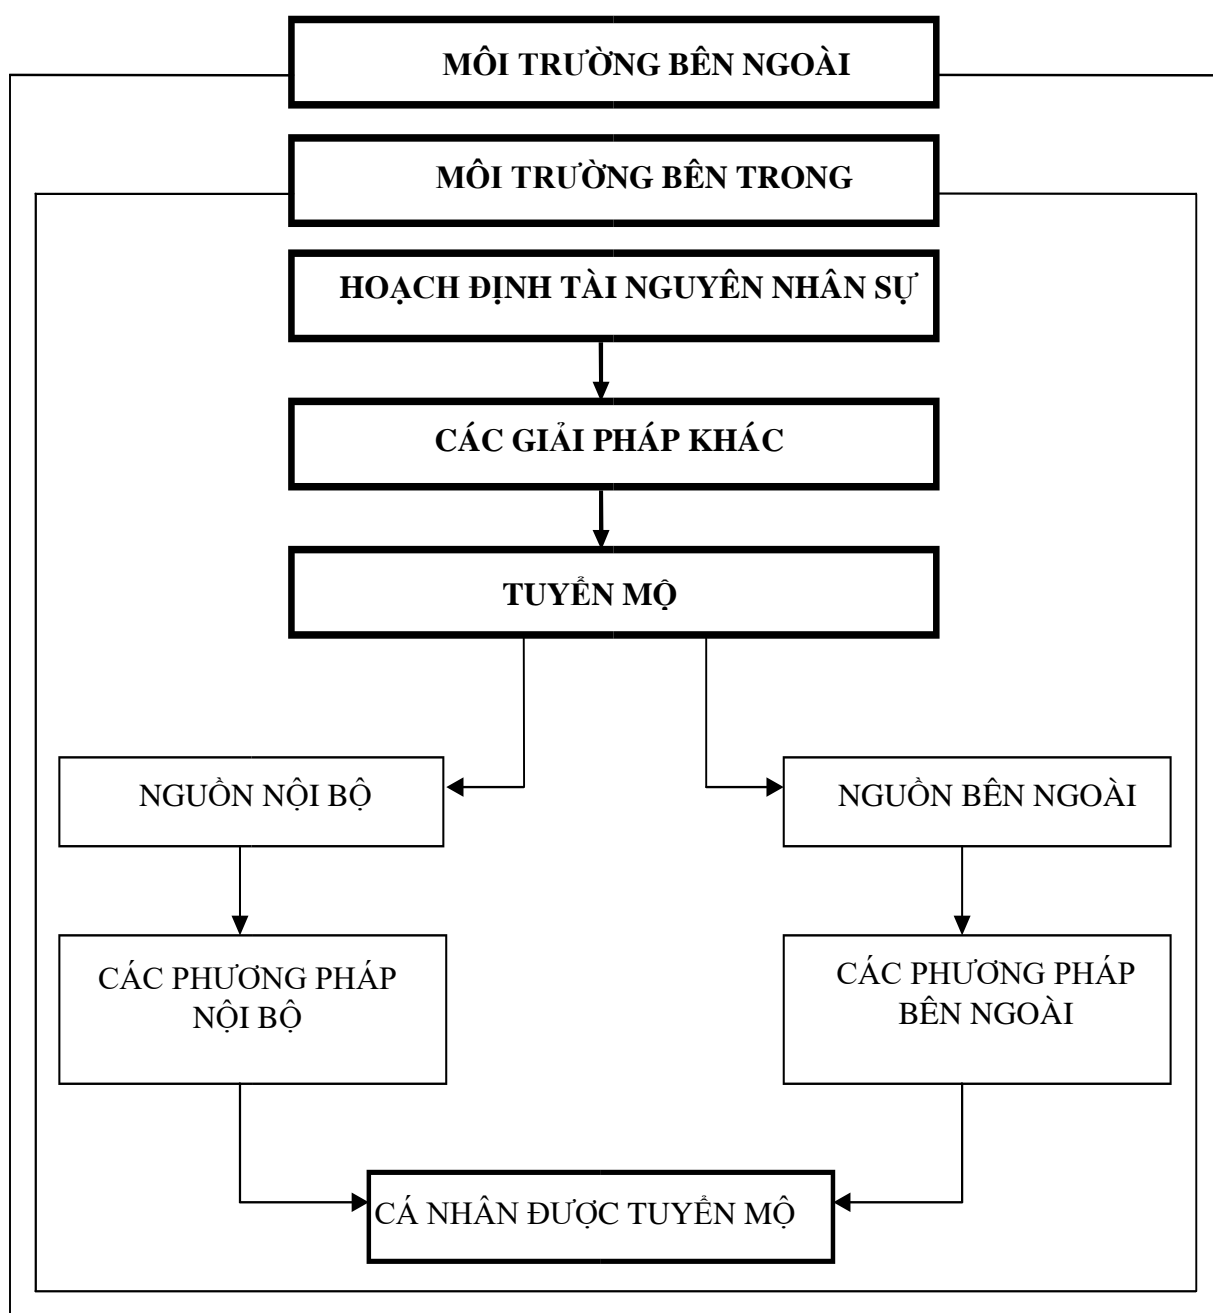 MÔI TRƯỜNG BÊN NGOÀI
MÔI TRƯỜNG BÊN TRONG
HOẠCH ĐỊNH TÀI NGUYÊN NHÂN SỰ
CÁC GIẢI PHÁP KHÁC
TUYỂN MỘ
NGUỒN NỘI BỘ
NGUỒN BÊN NGOÀI
CÁC PHƯƠNG PHÁP
NỘI BỘ
CÁC PHƯƠNG PHÁP
BÊN NGOÀI
CÁ NHÂN ĐƯỢC TUYỂN MỘ